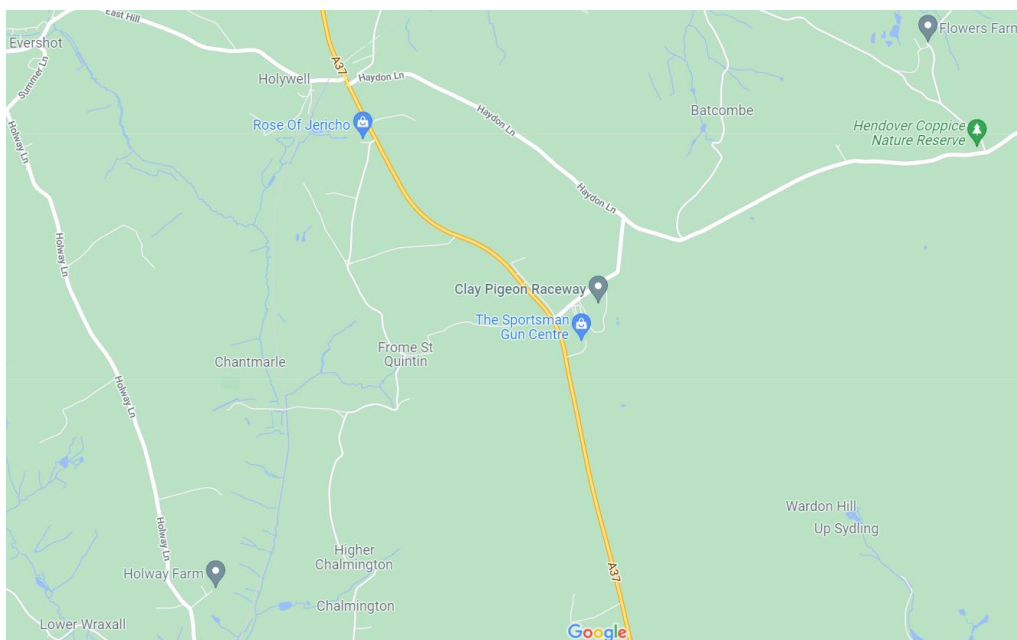 East Hill
Evershot
Flowers Farm
A37
Summer Ln
Holywell
Haydon Ln
Haydon Ln
Batcombe
Rose Of Jericho
Hendover Coppice
Nature Reserve
Holway Ln
Haydon Ln
Holway Ln
Clay Pigeon Raceway
The Sportsman
Gun Centre
Frome St
Quintin
Chantmarle
Holway Ln
Wardon Hill
Up Sydling
Holway Ln
Higher
Chalmington
A37
Holway Farm
Chalmington
Lower Wraxall
Google